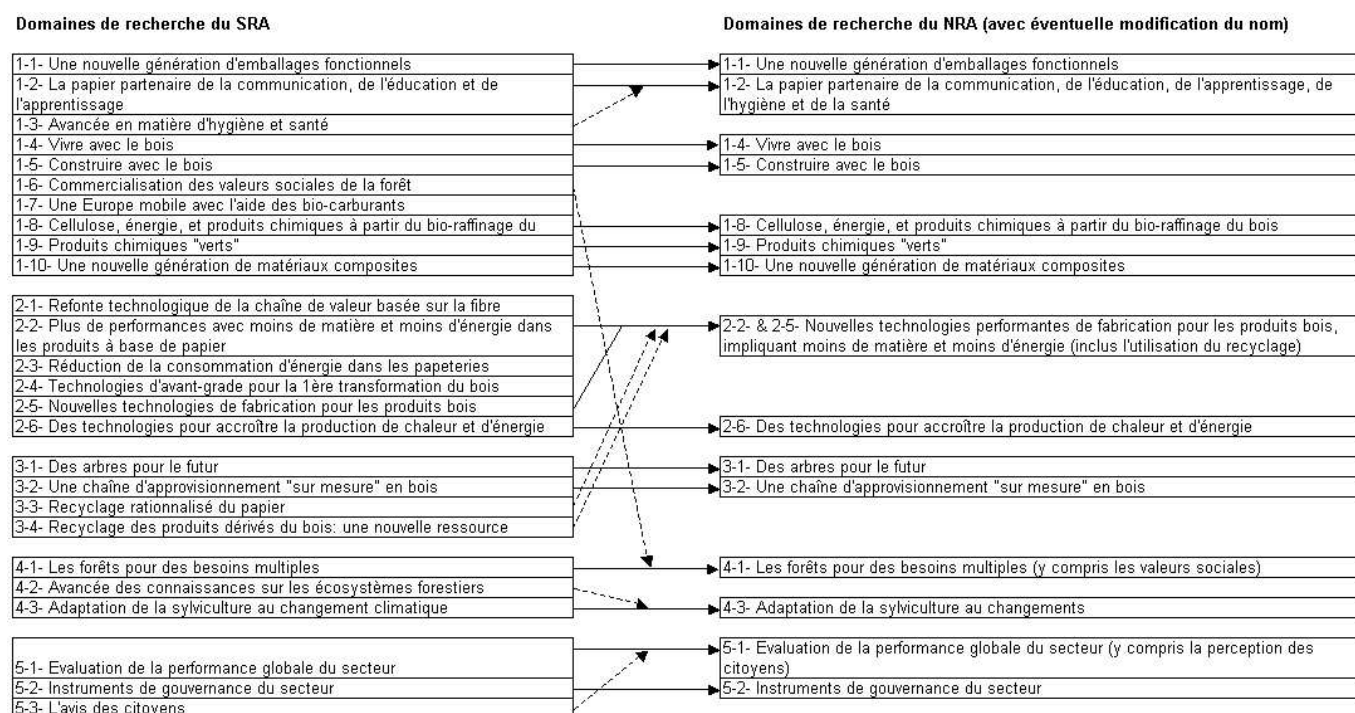 Domaines de recherche du SRA
1-1- Une nouvelle génération d'emballages fonctionnels
1-2- La papier partenaire de la communication, de l'éducation et de
l'apprentissage
1-3- Avancée en matière d'hygiène et santé
1-4- Vivre avec le bois
1-5- Construire avec le bois
1-6- Commercialisation des valeurs sociales de la forêt
1-7- Une Europe mobile avec l'aide des bio-carburants
1-8- Cellulose, énergie, et produits chimiques à partir du bio-raffinage du
1-9- Produits chimiques "verts"
1-10- Une nouvelle génération de matériaux composites
2-1- Refonte technologique de la chaîne de valeur basée sur la fibre
2-2- Plus de performances avec moins de matière et moins d'énergie dans
les produits à base de papier
2-3- Réduction de la consommation d'énergie dans les papeteries
2-4- Technologies d'avant-grade pour la 1ère transformation du bois
2-5- Nouvelles technologies de fabrication pour les produits bois
2-6- Des technologies pour accroître la production de chaleur et d'énergie
3-1- Des arbres pour le futur
3-2- Une chaîne d'approvisionnement "sur mesure" en bois
3-3- Recyclage rationnalisé du papier
3-4- Recyclage des produits dérivés du bois: une nouvelle ressource
4-1- Les forêts pour des besoins multiples
4-2- Avancée des connaissances sur les écosystèmes forestiers
4-3- Adaptation de la sylviculture au changement climatique
5-1- Evaluation de la performance globale du secteur
5-2- Instruments de gouvernance du secteur
5-3- L'avis des citoyens
Domaines de recherche du NRA (avec éventuelle modification du nom)
1-1- Une nouvelle génération d'emballages fonctionnels
1-2- La papier partenaire de la communication, de l'éducation, de l'apprentissage, de
l'hygiène et de la santé
1-4- Vivre avec le bois
1-5- Construire avec le bois
1-8- Cellulose, énergie, et produits chimiques à partir du bio-raffinage du bois
1-9- Produits chimiques "verts"
1-10- Une nouvelle génération de matériaux composites
2-2- & 2-5- Nouvelles technologies performantes de fabrication pour les produits bois,
impliquant moins de matière et moins d'énergie (inclus l'utilisation du recyclage)
2-6- Des technologies pour accroître la production de chaleur et d'énergie
3-1- Des arbres pour le futur
3-2- Une chaîne d'approvisionnement "sur mesure" en bois
4-1- Les forêts pour des besoins multiples (y compris les valeurs sociales)
4-3- Adaptation de la sylviculture au changements
5-1- Evaluation de la performance globale du secteur (y compris la perception des
citoyens)
5-2- Instruments de gouvernance du secteur